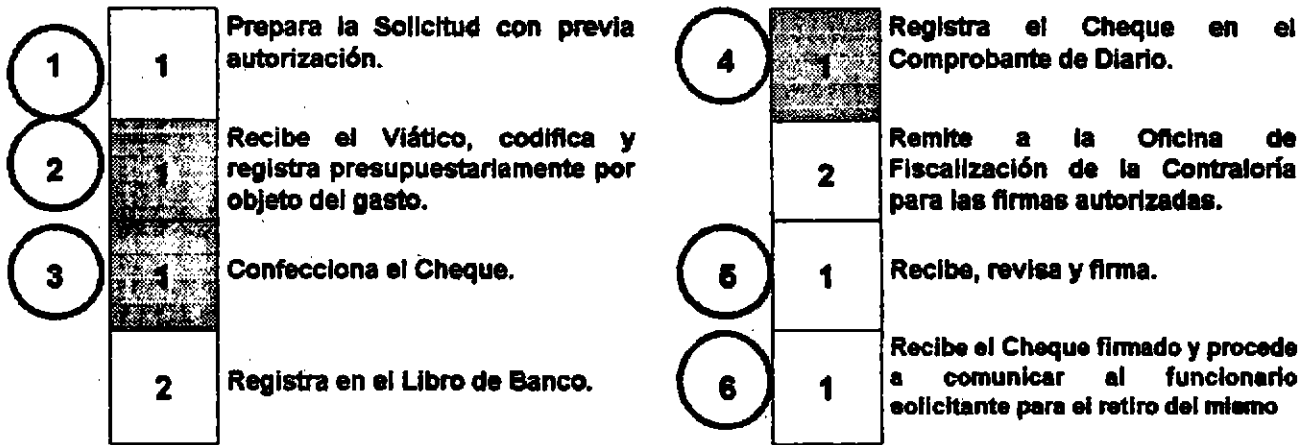 1
1
Prepara la Solicitud con previa
autorización.
2
1
Recibe el Viático, codifica y
registra presupuestariamente por
objeto del gasto.
3
1
Confecciona el Cheque.
2
Registra en el Libro de Banco.
4
1
Registra el Cheque en el
Comprobante de Diario.
2
Remite a la Oficina de
Fiscalización de la Contraloría
para las firmas autorizadas.
5
1
Recibe, revisa y firma.
6
1
Recibe el Cheque firmado y procede
a comunicar al funcionario
solicitante para el retiro del mismo